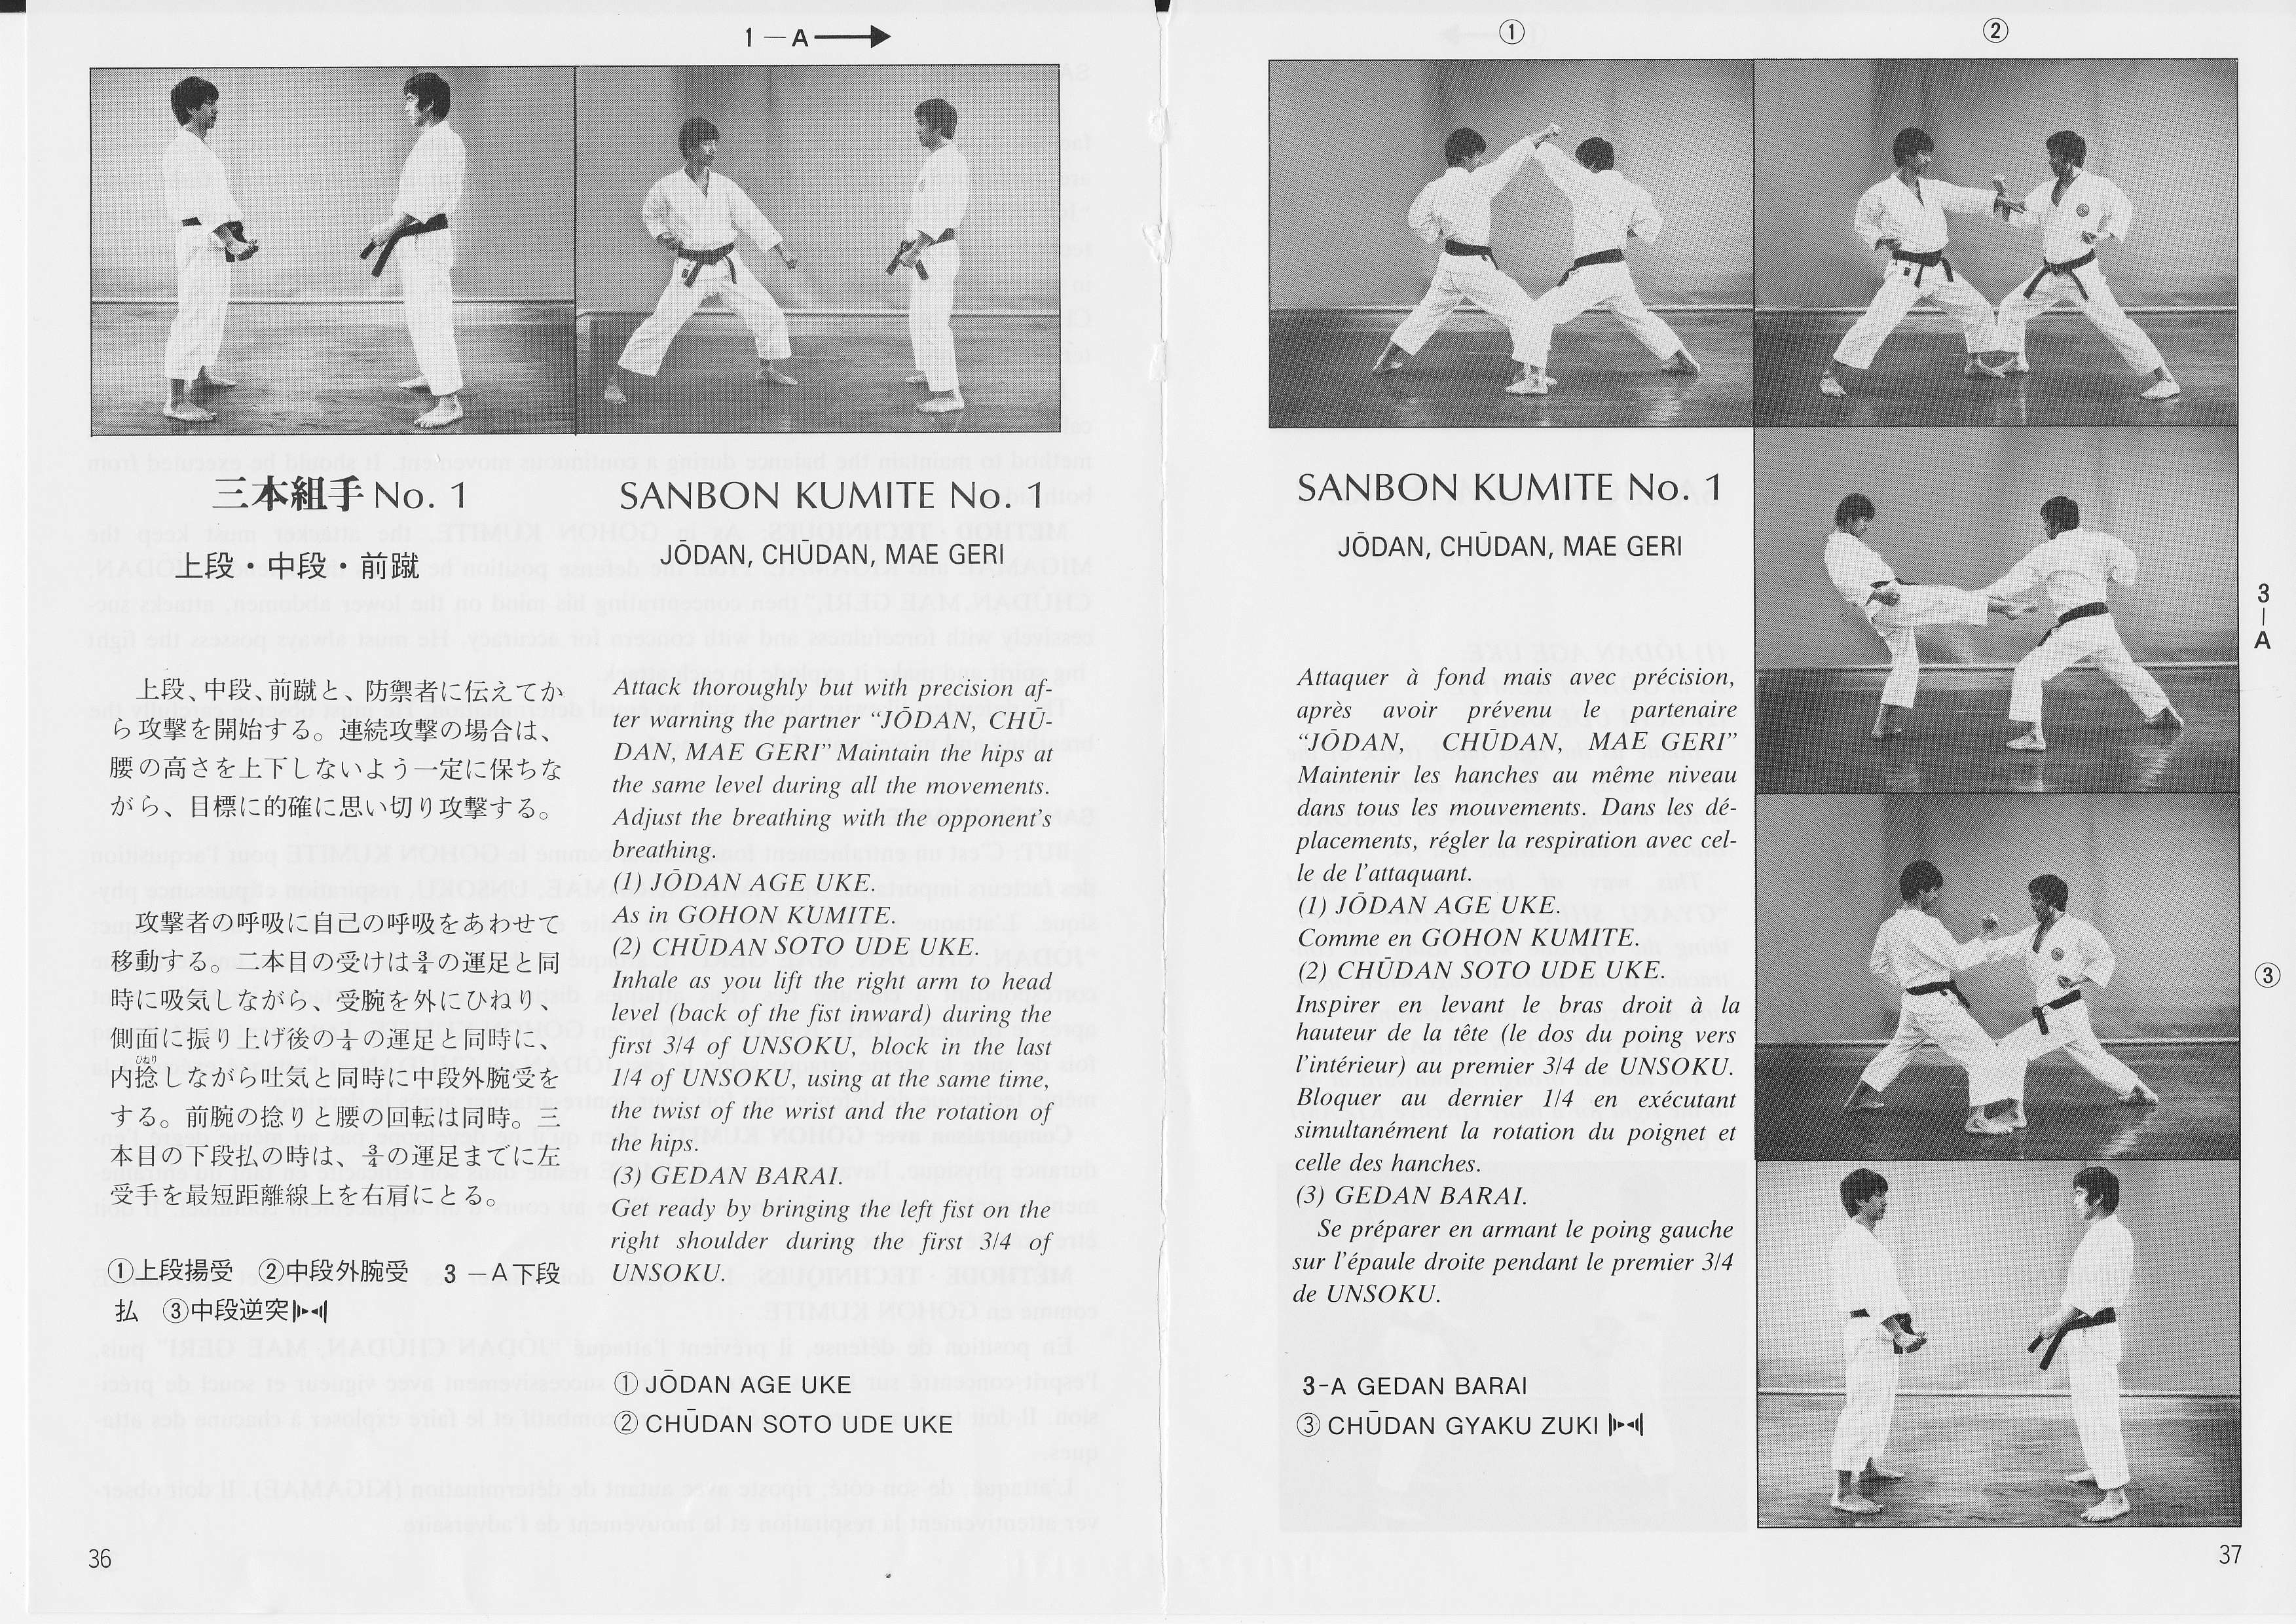 1 — A
三本組手 No. 1
上段・中段・前蹴
上段、中段、前蹴と、防禦者に伝えてか
ら攻撃を開始する。連続攻撃の場合は、
腰の高さを上下しないよう一定に保ちな
がら、目標に的確に思い切り攻撃する。
攻撃者の呼吸に自己の呼吸をあわせて
移動する。二本目の受けは¾の運足と同
時に吸気しながら、受腕を外にひねり、
側面に振り上げ後の¼の運足と同時に、
ひねり
内捻しながら吐気と同時に中段外腕受を
する。前腕の捻りと腰の回転は同時。三
本目の下段払の時は、¾の運足までに左
受手を最短距離線上を右肩にとる。
①上段揚受 ②中段外腕受 3 —A下段
払 ③中段逆突
36
SANBON KUMITE No. 1
JŌDAN, CHŪDAN, MAE GERI
Attack thoroughly but with precision af-
ter warning the partner “JŌDAN, CHŪ-
DAN, MAE GERI” Maintain the hips at
the same level during all the movements.
Adjust the breathing with the opponent’s
breathing.
(1) JŌDAN AGE UKE.
As in GOHON KUMITE.
(2) CHŪDAN SOTO UDE UKE.
Inhale as you lift the right arm to head
level (back of the fist inward) during the
first 3/4 of UNSOKU, block in the last
1/4 of UNSOKU, using at the same time,
the twist of the wrist and the rotation of
the hips.
(3) GEDAN BARAI.
Get ready by bringing the left fist on the
right shoulder during the first 3/4 of
UNSOKU.
① JŌDAN AGE UKE
② CHŪDAN SOTO UDE UKE
①
②
SANBON KUMITE No. 1
JŌDAN, CHŪDAN, MAE GERI
Attaquer à fond mais avec précision,
après avoir prévenu le partenaire
“JŌDAN, CHŪDAN, MAE GERI”
Maintenir les hanches au même niveau
dans tous les mouvements. Dans les dé-
placements, régler la respiration avec cel-
le de l’attaquant.
(1) JŌDAN AGE UKE.
Comme en GOHON KUMITE.
(2) CHŪDAN SOTO UDE UKE.
Inspirer en levant le bras droit à la
hauteur de la tête (le dos du poing vers
l’intérieur) au premier 3/4 de UNSOKU.
Bloquer au dernier 1/4 en exécutant
simultanément la rotation du poignet et
celle des hanches.
(3) GEDAN BARAI.
Se préparer en armant le poing gauche
sur l’épaule droite pendant le premier 3/4
de UNSOKU.
3-A GEDAN BARAI
③ CHŪDAN GYAKU ZUKI
3
|
A
③
37